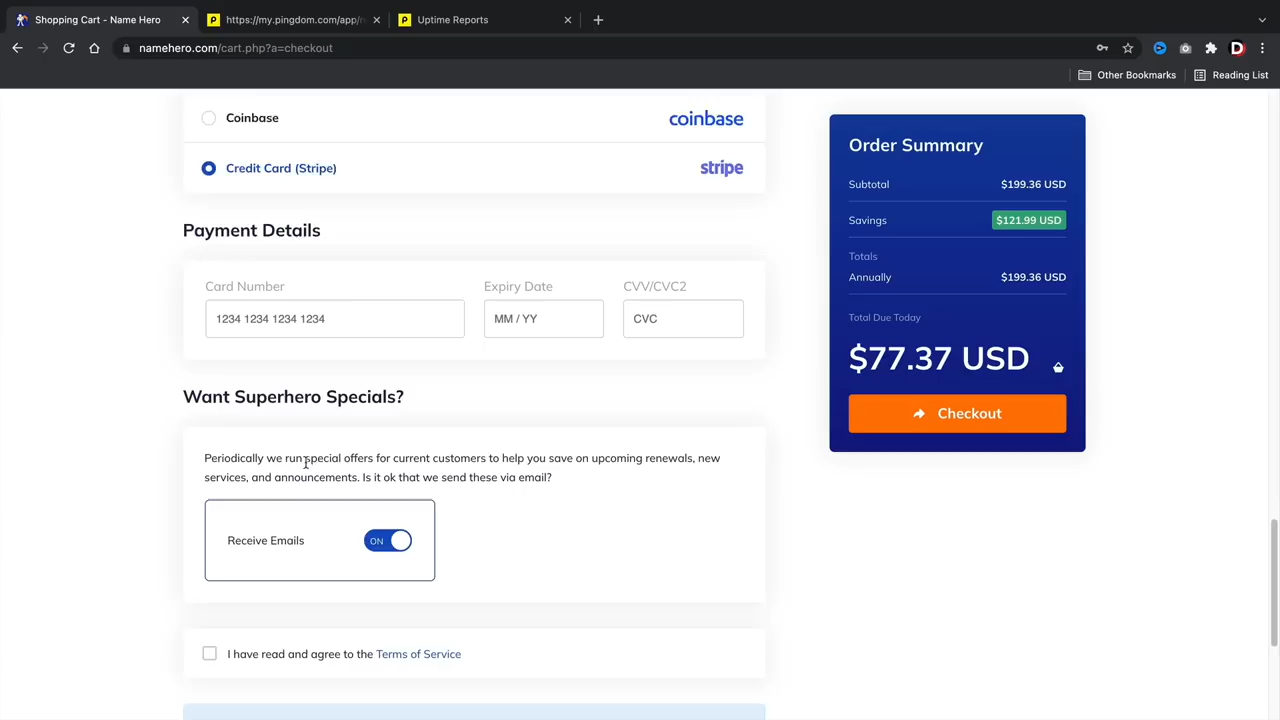 Shopping Cart - Name Hero
https://my.pingdom.com/app/re
Uptime Reports
namehero.com/cart.php?a=checkout
Other Bookmarks
Reading List
Coinbase
coinbase
Credit Card (Stripe)
stripe
Payment Details
Card Number
Expiry Date
CVV/CVC2
1234 1234 1234 1234
MM / YY
CVC
Want Superhero Specials?
Periodically we run special offers for current customers to help you save on upcoming renewals, new
services, and announcements. Is it ok that we send these via email?
Receive Emails
ON
I have read and agree to the Terms of Service
Order Summary
Subtotal $199.36 USD
Savings $121.99 USD
Totals
Annually $199.36 USD
Total Due Today
$77.37 USD
Checkout